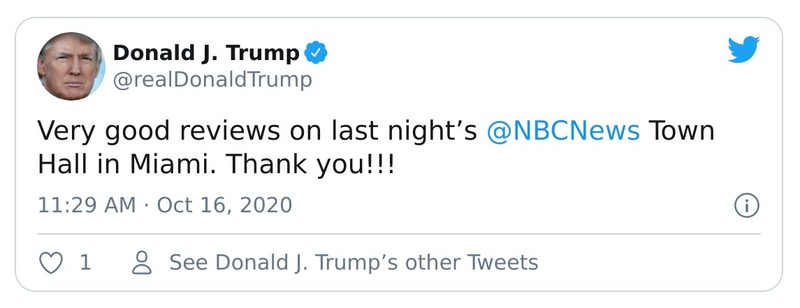 Donald J. Trump
@realDonaldTrump
Very good reviews on last night’s @NBCNews Town
Hall in Miami. Thank you!!!
11:29 AM · Oct 16, 2020
1
See Donald J. Trump’s other Tweets